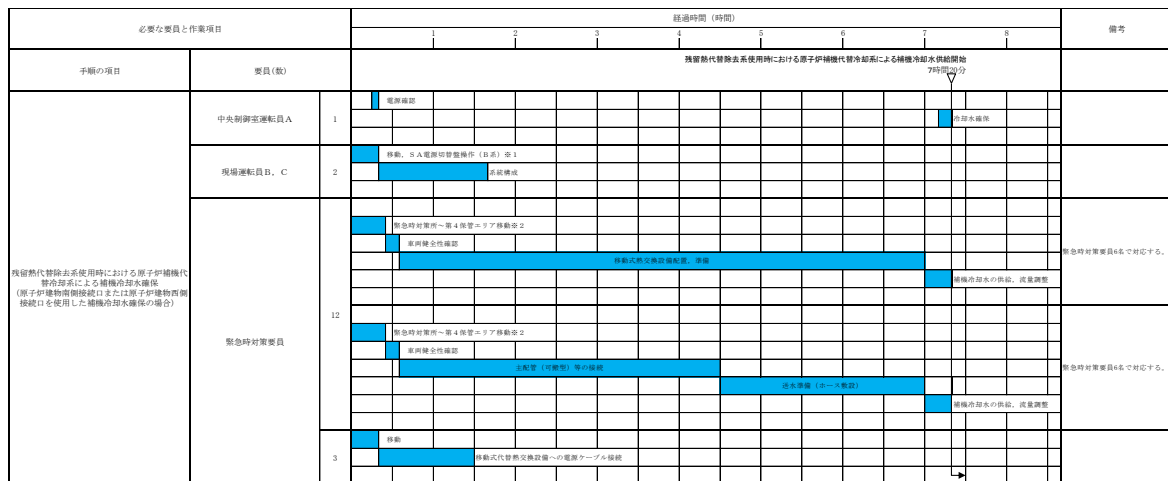 必要な要員と作業項目
経過時間（時間）
備考
1 2 3 4 5 6 7 8
手順の項目
要員(数)
残留熱代替除去系使用時における原子炉補機代替冷却系による補機冷却水供給開始
7時間20分
残留熱代替除去系使用時における原子炉補機代
替冷却系による補機冷却水確保
（原子炉建物南側接続口または原子炉建物西側
接続口を使用した補機冷却水確保の場合）
中央制御室運転員A
1
電源確認
冷却水確保
現場運転員B，C
2
移動，SA電源切替盤操作（B系）※1
系統構成
緊急時対策要員
12
緊急時対策所～第4保管エリア移動※2
車両健全性確認
移動式熱交換設備配置，準備
補機冷却水の供給，流量調整
緊急時対策要員6名で対応する。
緊急時対策所～第4保管エリア移動※2
車両健全性確認
主配管（可搬型）等の接続
送水準備（ホース敷設）
補機冷却水の供給，流量調整
緊急時対策要員6名で対応する。
3
移動
移動式代替熱交換設備への電源ケーブル接続